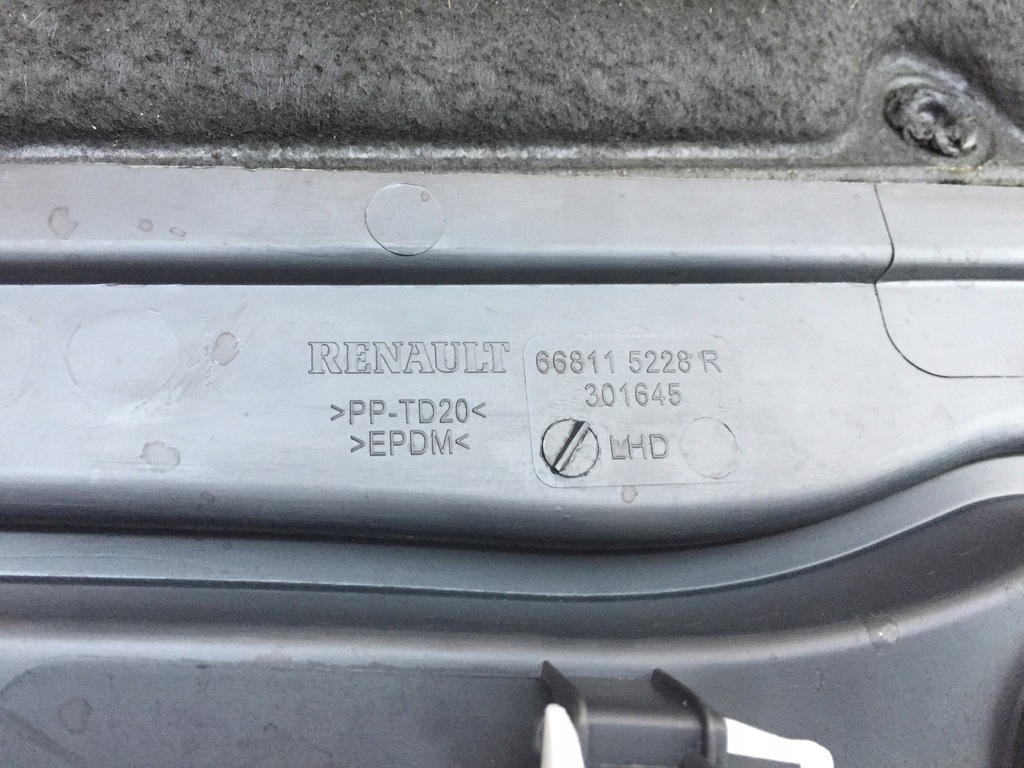 RENAULT
>PP-TD20<
>EPDM<
66811 5228 R
301645
LHD